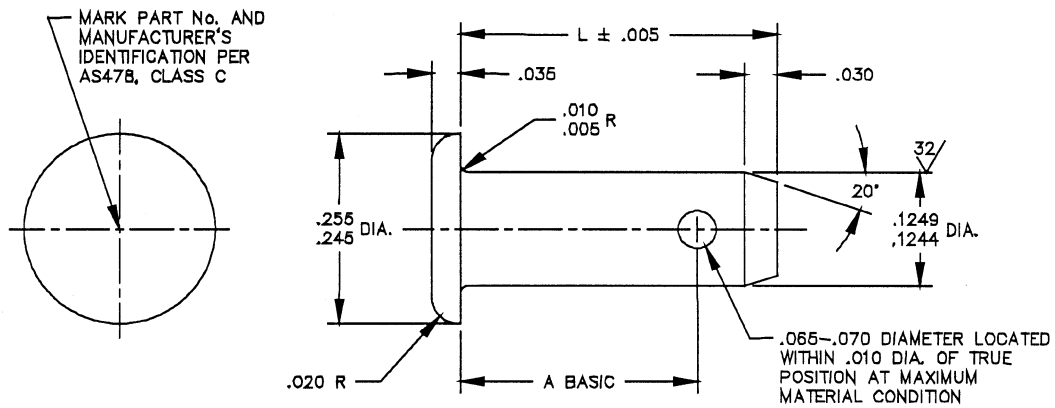 MARK PART No. AND
MANUFACTURER'S
IDENTIFICATION PER
AS478, CLASS C
L ± .005
.035
.030
.010
.005 R
32
20°
.255
.245 DIA.
.1249
.1244 DIA.
.020 R
A BASIC
.065-.070 DIAMETER LOCATED
WITHIN .010 DIA. OF TRUE
POSITION AT MAXIMUM
MATERIAL CONDITION